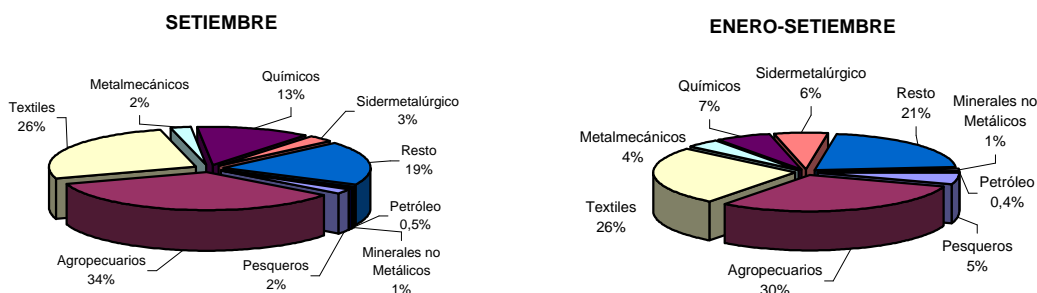 SETIEMBRE
Metalmecánicos
2%
Químicos
13%
Sidermetalúrgico
3%
Textiles
26%
Resto
19%
Petróleo
0,5%
Minerales no
Metálicos
1%
Pesqueros
2%
Agropecuarios
34%
ENERO-SETIEMBRE
Sidermetalúrgico
6%
Químicos
7%
Resto
21%
Minerales no
Metálicos
1%
Metalmecánicos
4%
Petróleo
0,4%
Textiles
26%
Pesqueros
5%
Agropecuarios
30%